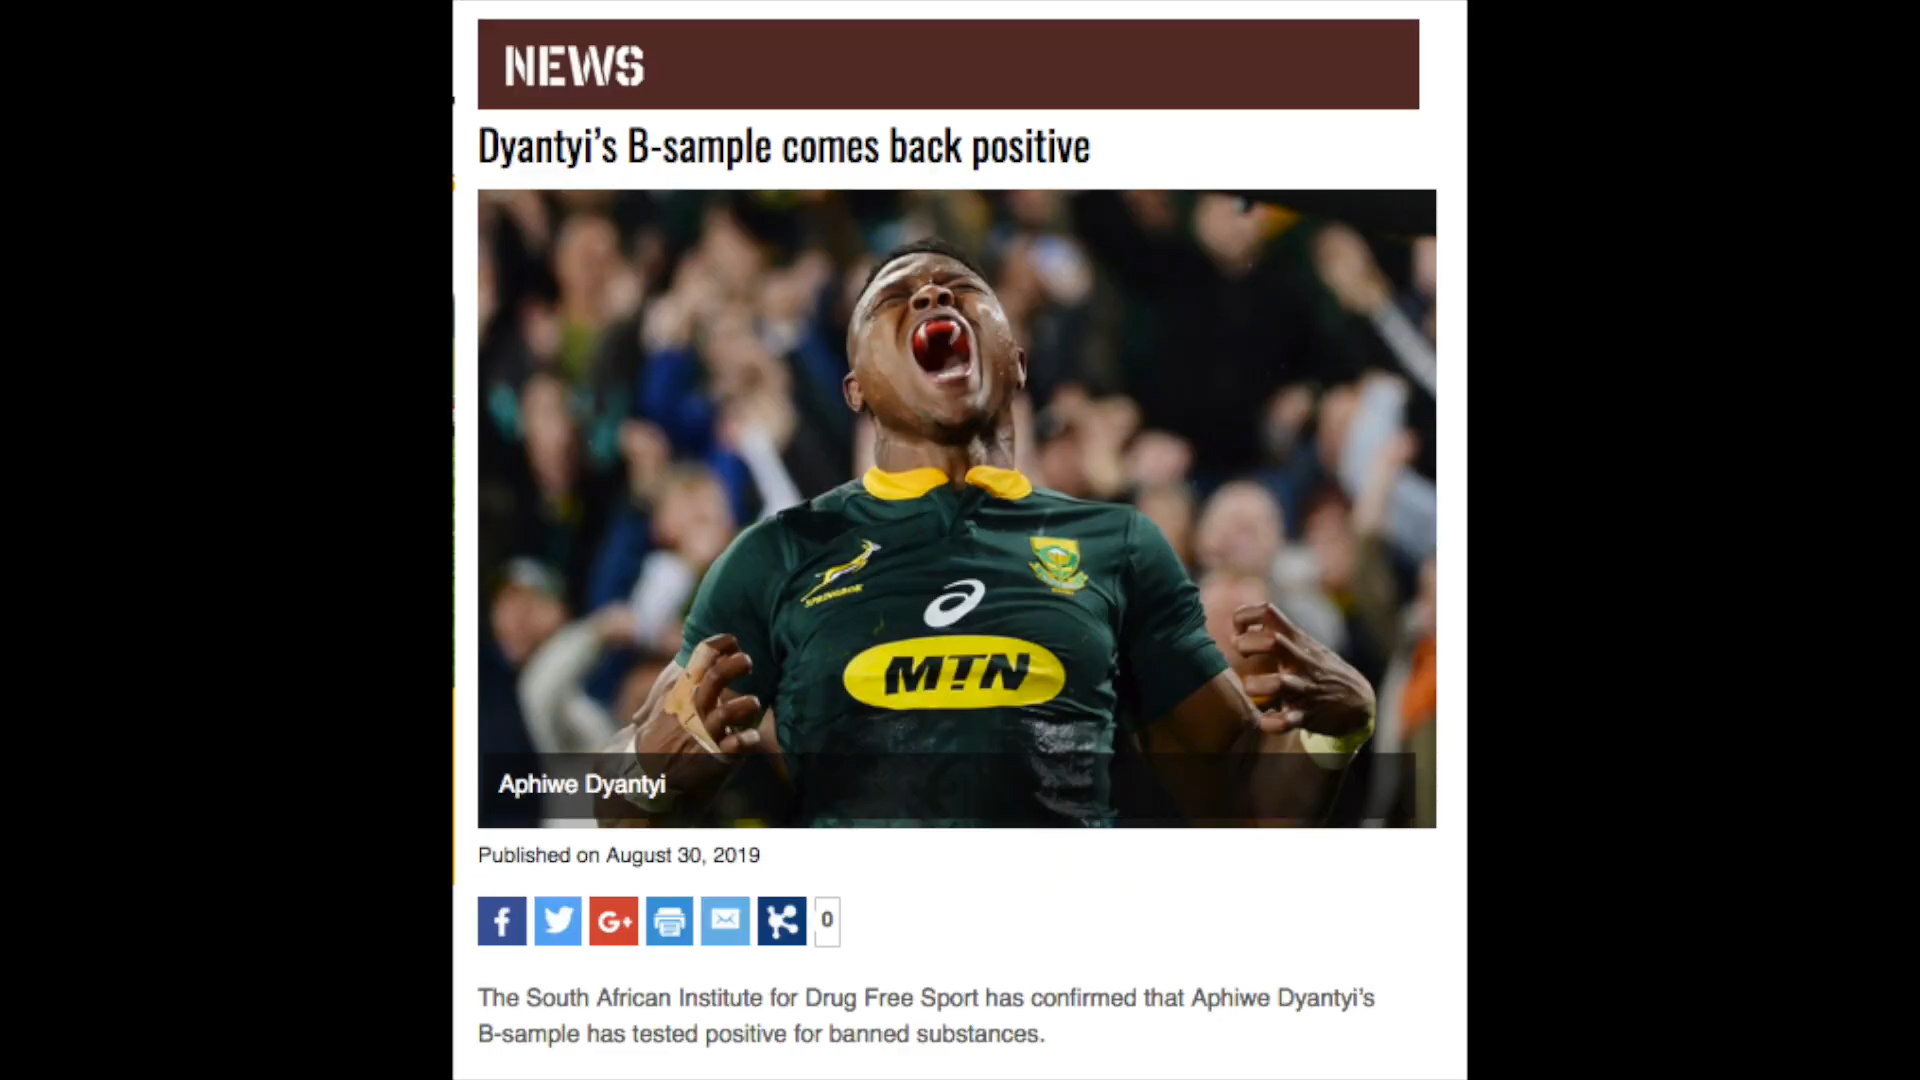 NEWS
Dyantyi's B-sample comes back positive
SPRINGBOK
MTN
Aphiwe Dyantyi
Published on August 30, 2019
f G+ 0
The South African Institute for Drug Free Sport has confirmed that Aphiwe Dyantyi's
B-sample has tested positive for banned substances.